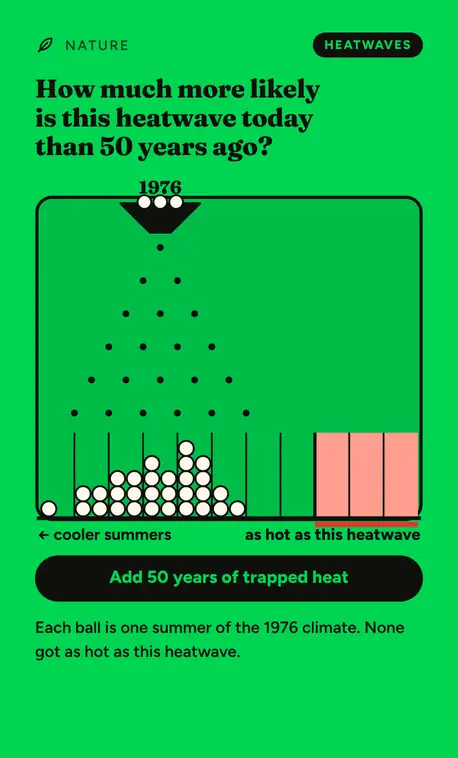 NATURE
HEATWAVES
How much more likely
is this heatwave today
than 50 years ago?
1976
← cooler summers
as hot as this heatwave
Add 50 years of trapped heat
Each ball is one summer of the 1976 climate. None
got as hot as this heatwave.